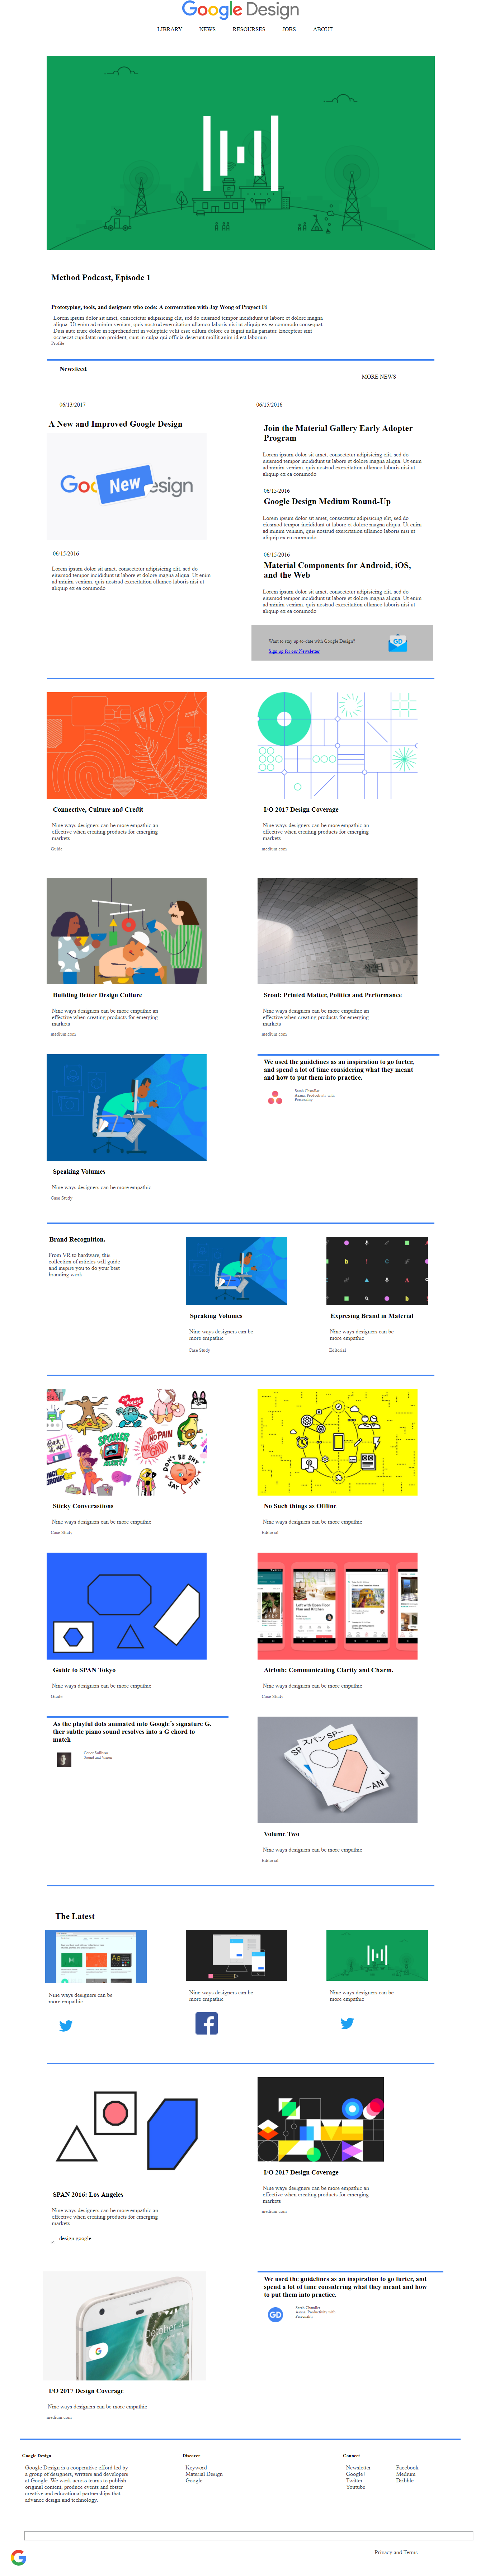 Google Design
LIBRARY NEWS RESOURSES JOBS ABOUT
Method Podcast, Episode 1
Prototyping, tools, and designers who code: A conversation with Jay Wong of Proyect Fi
Lorem ipsum dolor sit amet, consectetur adipisicing elit, sed do eiusmod tempor incididunt ut labore et dolore magna
aliqua. Ut enim ad minim veniam, quis nostrud exercitation ullamco laboris nisi ut aliquip ex ea commodo consequat.
Duis aute irure dolor in reprehenderit in voluptate velit esse cillum dolore eu fugiat nulla pariatur. Excepteur sint
occaecat cupidatat non proident, sunt in culpa qui officia deserunt mollit anim id est laborum.
Profile
Newsfeed
MORE NEWS
06/13/2017
A New and Improved Google Design
New
06/15/2016
Lorem ipsum dolor sit amet, consectetur adipisicing elit, sed do
eiusmod tempor incididunt ut labore et dolore magna aliqua. Ut enim
ad minim veniam, quis nostrud exercitation ullamco laboris nisi ut
aliquip ex ea commodo
06/15/2016
Join the Material Gallery Early Adopter
Program
Lorem ipsum dolor sit amet, consectetur adipisicing elit, sed do
eiusmod tempor incididunt ut labore et dolore magna aliqua. Ut enim
ad minim veniam, quis nostrud exercitation ullamco laboris nisi ut
aliquip ex ea commodo
06/15/2016
Google Design Medium Round-Up
Lorem ipsum dolor sit amet, consectetur adipisicing elit, sed do
eiusmod tempor incididunt ut labore et dolore magna aliqua. Ut enim
ad minim veniam, quis nostrud exercitation ullamco laboris nisi ut
aliquip ex ea commodo
06/15/2016
Material Components for Android, iOS,
and the Web
Lorem ipsum dolor sit amet, consectetur adipisicing elit, sed do
eiusmod tempor incididunt ut labore et dolore magna aliqua. Ut enim
ad minim veniam, quis nostrud exercitation ullamco laboris nisi ut
aliquip ex ea commodo
Want to stay up-to-date with Google Design?
Sign up fro our Newsletter
GD
Connective, Culture and Credit
Nine ways designers can be more empathic an
effective when creating products for emerging
markets
Guide
I/O 2017 Design Coverage
Nine ways designers can be more empathic an
effective when creating products for emerging
markets
medium.com
Building Better Design Culture
Nine ways designers can be more empathic an
effective when creating products for emerging
markets
medium.com
Seoul: Printed Matter, Politics and Performance
Nine ways designers can be more empathic an
effective when creating products for emerging
markets
medium.com
Speaking Volumes
Nine ways designers can be more empathic
Case Study
We used the guidelines as an inspiration to go furter,
and spend a lot of time considering what they meant
and how to put them into practice.
Sarah Chandler
Asana: Productivity with
Personality
Brand Recognition.
From VR to hardware, this
collection of articles will guide
and inspire you to do your best
branding work
Speaking Volumes
Nine ways designers can be
more empathic
Case Study
Expresing Brand in Material
Nine ways designers can be
more empathic
Editorial
Sticky Converastions
Nine ways designers can be more empathic
Case Study
No Such things as Offline
Nine ways designers can be more empathic
Editorial
Guide to SPAN Tokyo
Nine ways designers can be more empathic
Guide
Airbnb: Communicating Clarity and Charm.
Nine ways designers can be more empathic
Case Study
As the playful dots animated into Google´s signature G.
ther subtle piano sound resolves into a G chord to
match
Conor Sullivan
Sound and Vision
Volume Two
Nine ways designers can be more empathic
Editorial
The Latest
Nine ways designers can be
more empathic
Nine ways designers can be
more empathic
Nine ways designers can be
more empathic
SPAN 2016: Los Angeles
Nine ways designers can be more empathic an
effective when creating products for emerging
markets
design google
I/O 2017 Design Coverage
Nine ways designers can be more empathic an
effective when creating products for emerging
markets
medium.com
I/O 2017 Design Coverage
Nine ways designers can be more empathic
medium.com
We used the guidelines as an inspiration to go furter, and
spend a lot of time considering what they meant and how
to put them into practice.
GD
Sarah Chandler
Asana: Productivity with
Personality
Google Design
Google Design is a cooperative efford led by
a group of designers, writters and developers
at Google. We work across teams to publish
original content, produce events and foster
creative and educational partnerships that
advance design and technology.
Discover
Keyword
Material Design
Google
Connect
Newsletter
Google+
Twitter
Youtube
Facebook
Medium
Dribble
Privacy and Terms